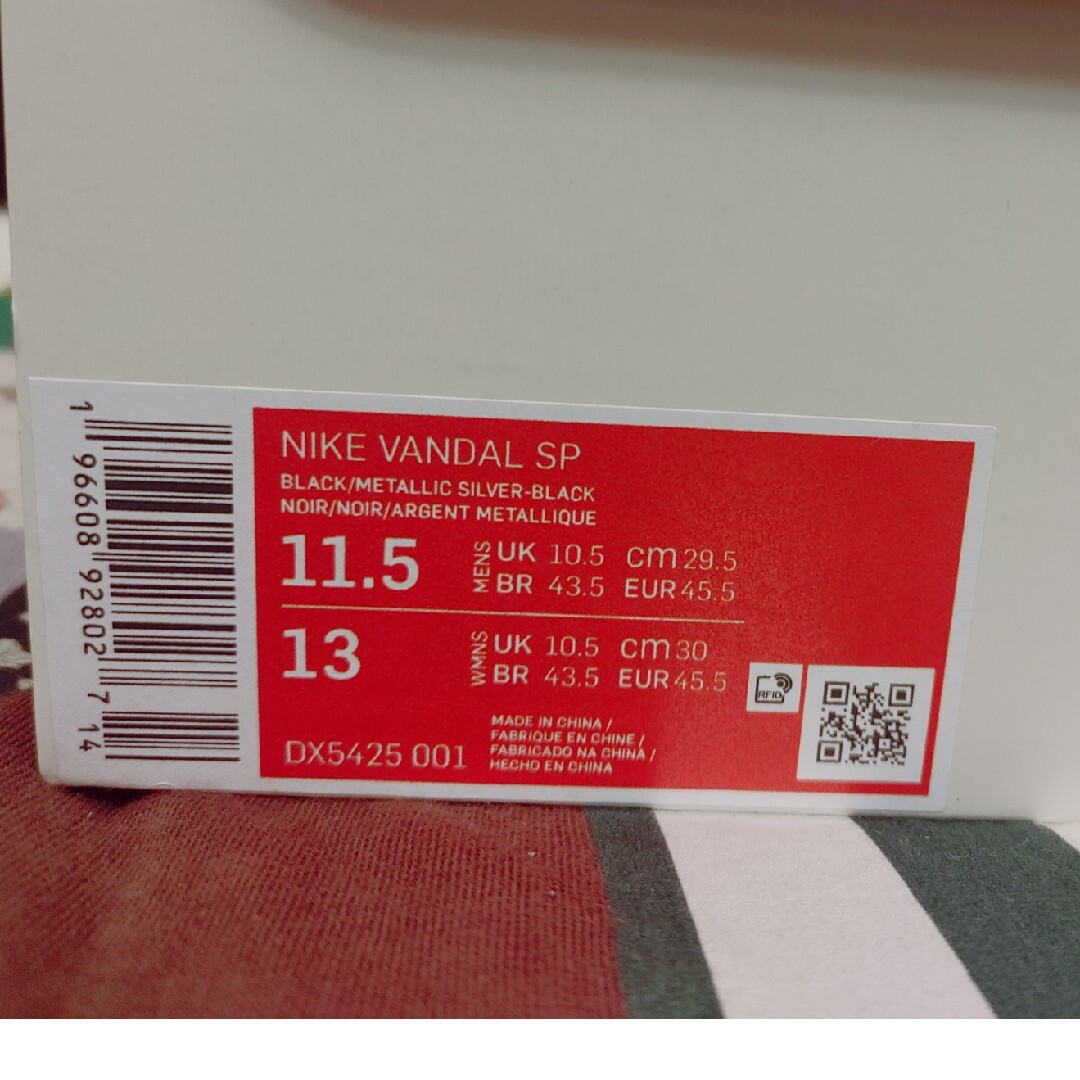 1 96608 92802 7 14
NIKE VANDAL SP
BLACK/METALLIC SILVER-BLACK
NOIR/NOIR/ARGENT METALLIQUE
11.5 MENS UK 10.5 cm 29.5
BR 43.5 EUR 45.5
13 WMNS UK 10.5 cm 30
BR 43.5 EUR 45.5
RFID
DX5425 001
MADE IN CHINA /
FABRIQUE EN CHINE /
FABRICADO NA CHINA /
HECHO EN CHINA